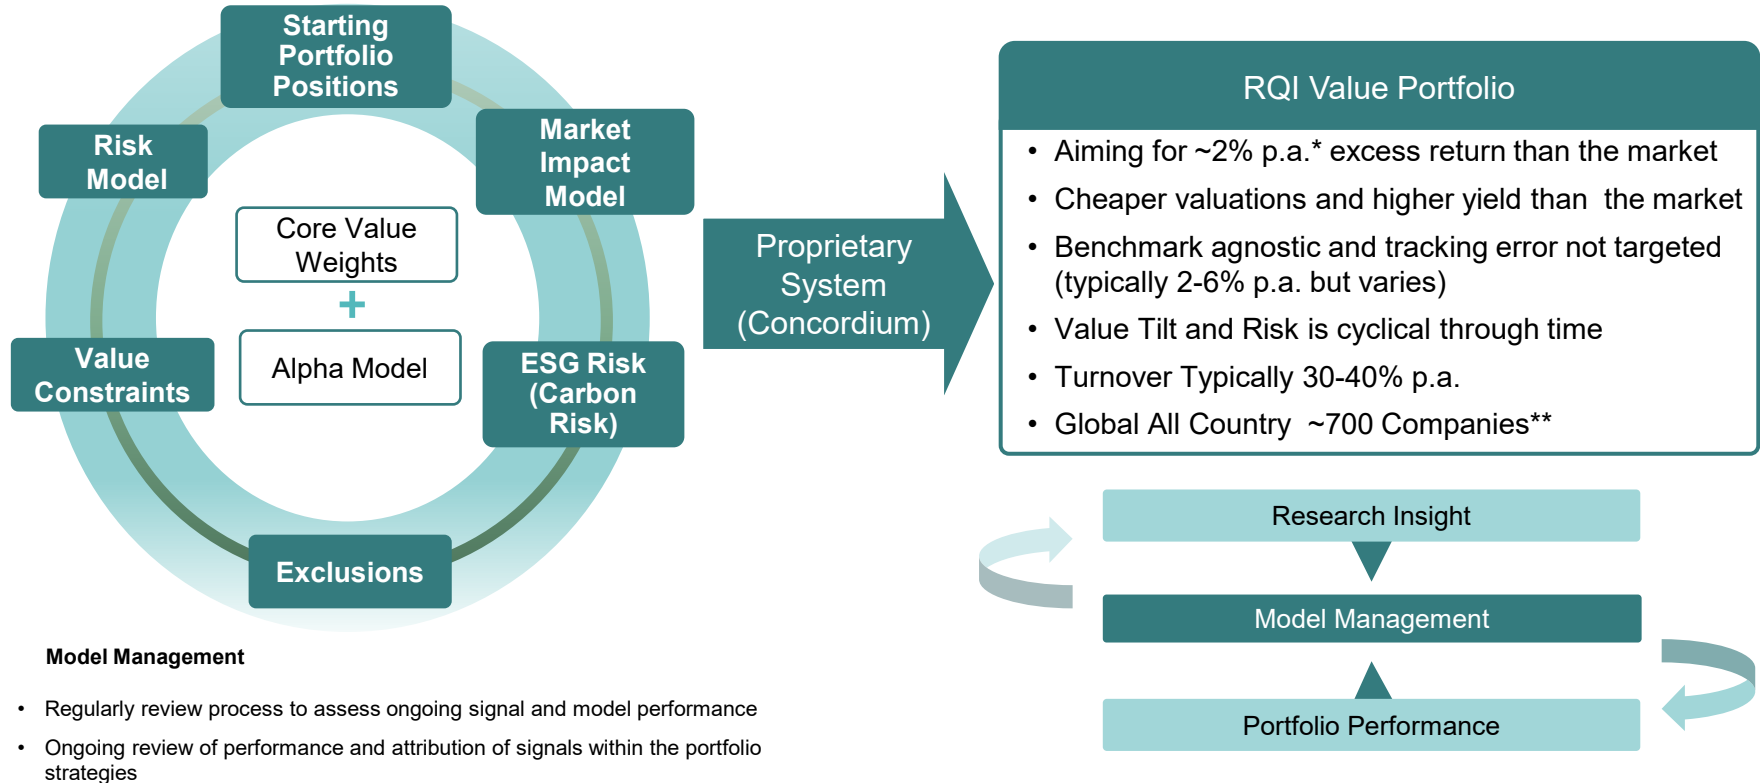 Starting
Portfolio
Positions
Risk
Model
Market
Impact
Model
Core Value
Weights
+
Alpha Model
Value
Constraints
ESG Risk
(Carbon
Risk)
Exclusions
Proprietary
System
(Concordium)
RQI Value Portfolio
• Aiming for ~2% p.a.* excess return than the market
• Cheaper valuations and higher yield than  the market
• Benchmark agnostic and tracking error not targeted
(typically 2-6% p.a. but varies)
• Value Tilt and Risk is cyclical through time
• Turnover Typically 30-40% p.a.
• Global All Country  ~700 Companies**
Research Insight
Model Management
Portfolio Performance
Model Management
• Regularly review process to assess ongoing signal and model performance
• Ongoing review of performance and attribution of signals within the portfolio
strategies